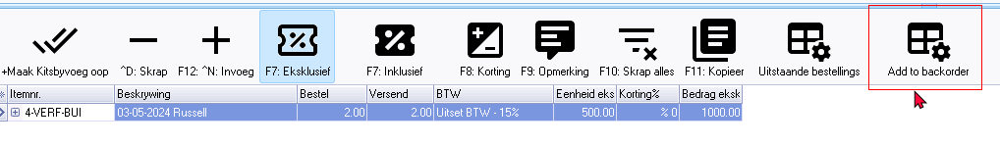 +Maak Kitsbyvoeg oop ^D: Skrap F12: ^N: Invoeg F7: Eksklusief F7: Inklusief F8: Korting F9: Opmerking F10: Skrap alles F11: Kopieer Uitstaande bestellings Add to backorder
Itemnr. Beskrywing Bestel Versend BTW Eenheid eks Korting% Bedrag eksk
4-VERF-BUI 03-05-2024 Russell 2.00 2.00 Uitset BTW - 15% 500.00 % 0 1000.00